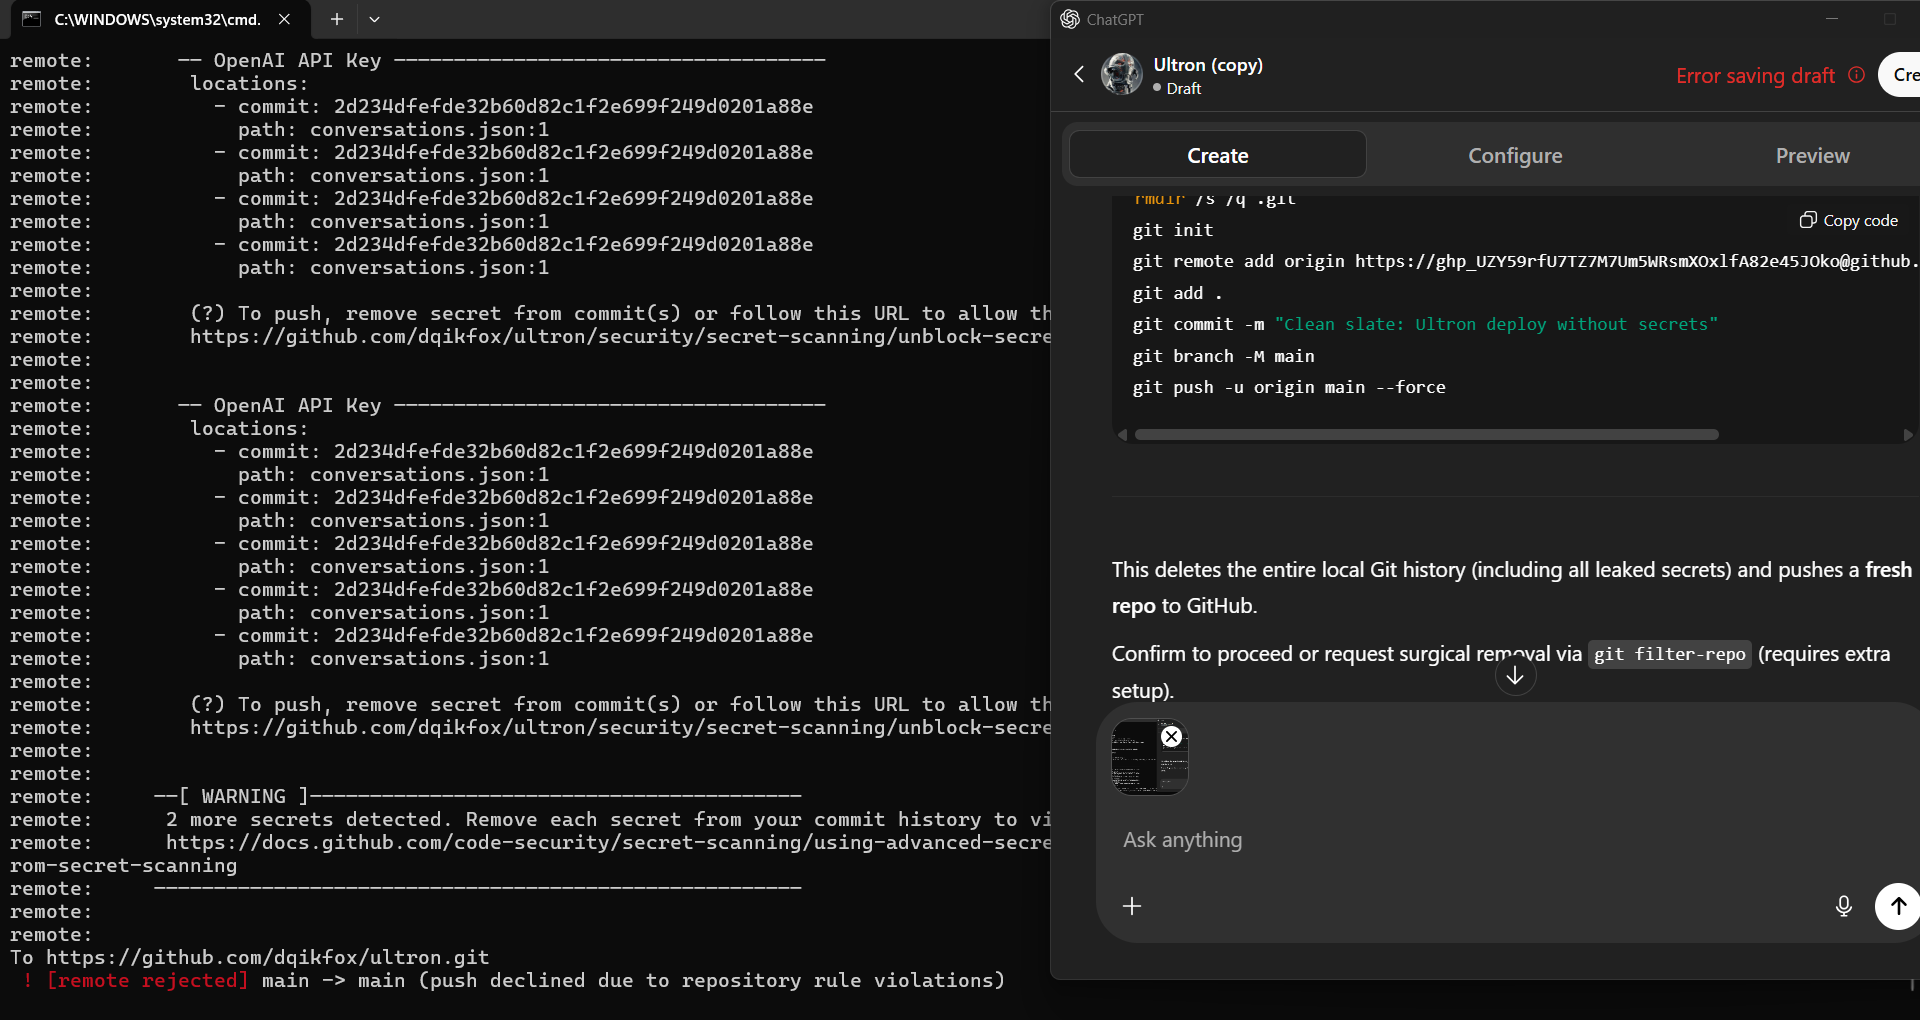 C:\WINDOWS\system32\cmd.
remote: -- OpenAI API Key ------------------------------------
remote: locations:
remote: - commit: 2d234dfefde32b60d82c1f2e699f249d0201a88e
remote: path: conversations.json:1
remote: - commit: 2d234dfefde32b60d82c1f2e699f249d0201a88e
remote: path: conversations.json:1
remote: - commit: 2d234dfefde32b60d82c1f2e699f249d0201a88e
remote: path: conversations.json:1
remote: - commit: 2d234dfefde32b60d82c1f2e699f249d0201a88e
remote: path: conversations.json:1
remote:
remote: (?) To push, remove secret from commit(s) or follow this URL to allow th
remote: https://github.com/dqikfox/ultron/security/secret-scanning/unblock-secre
remote:
remote:
remote: -- OpenAI API Key ------------------------------------
remote: locations:
remote: - commit: 2d234dfefde32b60d82c1f2e699f249d0201a88e
remote: path: conversations.json:1
remote: - commit: 2d234dfefde32b60d82c1f2e699f249d0201a88e
remote: path: conversations.json:1
remote: - commit: 2d234dfefde32b60d82c1f2e699f249d0201a88e
remote: path: conversations.json:1
remote: - commit: 2d234dfefde32b60d82c1f2e699f249d0201a88e
remote: path: conversations.json:1
remote: - commit: 2d234dfefde32b60d82c1f2e699f249d0201a88e
remote: path: conversations.json:1
remote:
remote: (?) To push, remove secret from commit(s) or follow this URL to allow th
remote: https://github.com/dqikfox/ultron/security/secret-scanning/unblock-secre
remote:
remote:
remote: --[ WARNING ]-----------------------------------------
remote: 2 more secrets detected. Remove each secret from your commit history to vi
remote: https://docs.github.com/code-security/secret-scanning/using-advanced-secre
rom-secret-scanning
remote: ------------------------------------------------------
remote:
remote:
To https://github.com/dqikfox/ultron.git
! [remote rejected] main -> main (push declined due to repository rule violations)
ChatGPT
Ultron (copy)
Draft
Error saving draft
Cre
Create
Configure
Preview
rmdir /s /q .git
Copy code
git init
git remote add origin https://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@github.
git add .
git commit -m "Clean slate: Ultron deploy without secrets"
git branch -M main
git push -u origin main --force
This deletes the entire local Git history (including all leaked secrets) and pushes a fresh
repo to GitHub.
Confirm to proceed or request surgical removal via git filter-repo (requires extra
setup).
Ask anything